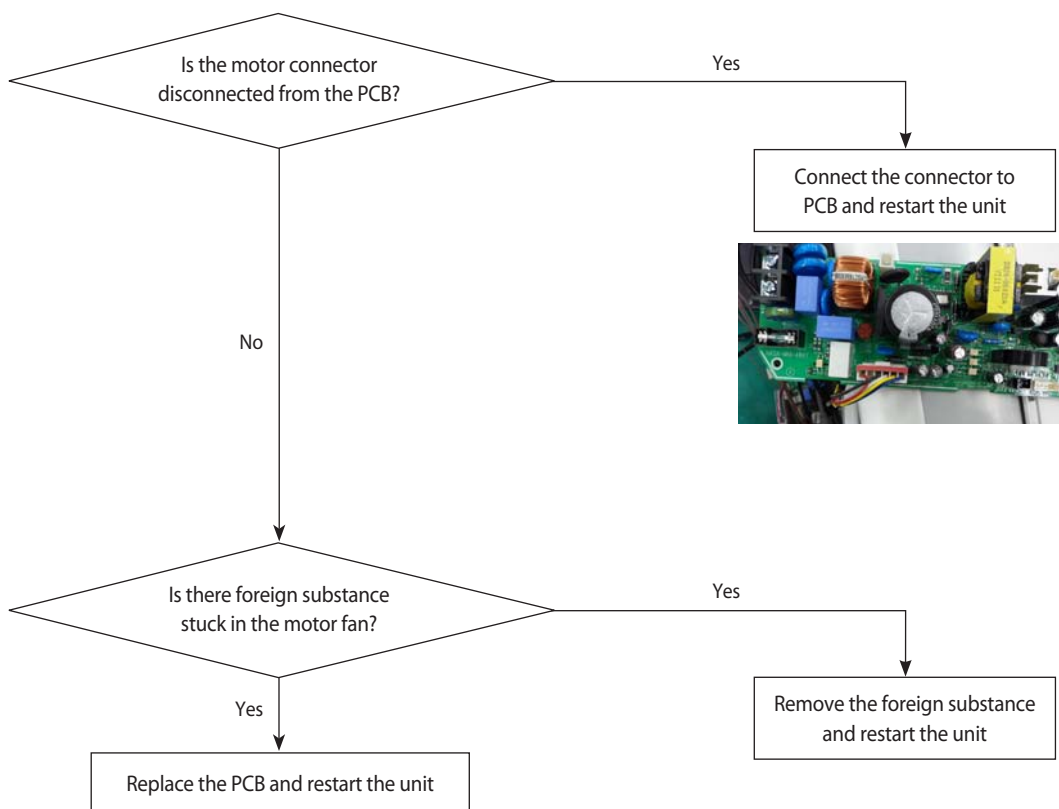 Is the motor connector
disconnected from the PCB?
Yes
Connect the connector to
PCB and restart the unit
No
Is there foreign substance
stuck in the motor fan?
Yes
Remove the foreign substance
and restart the unit
Yes
Replace the PCB and restart the unit